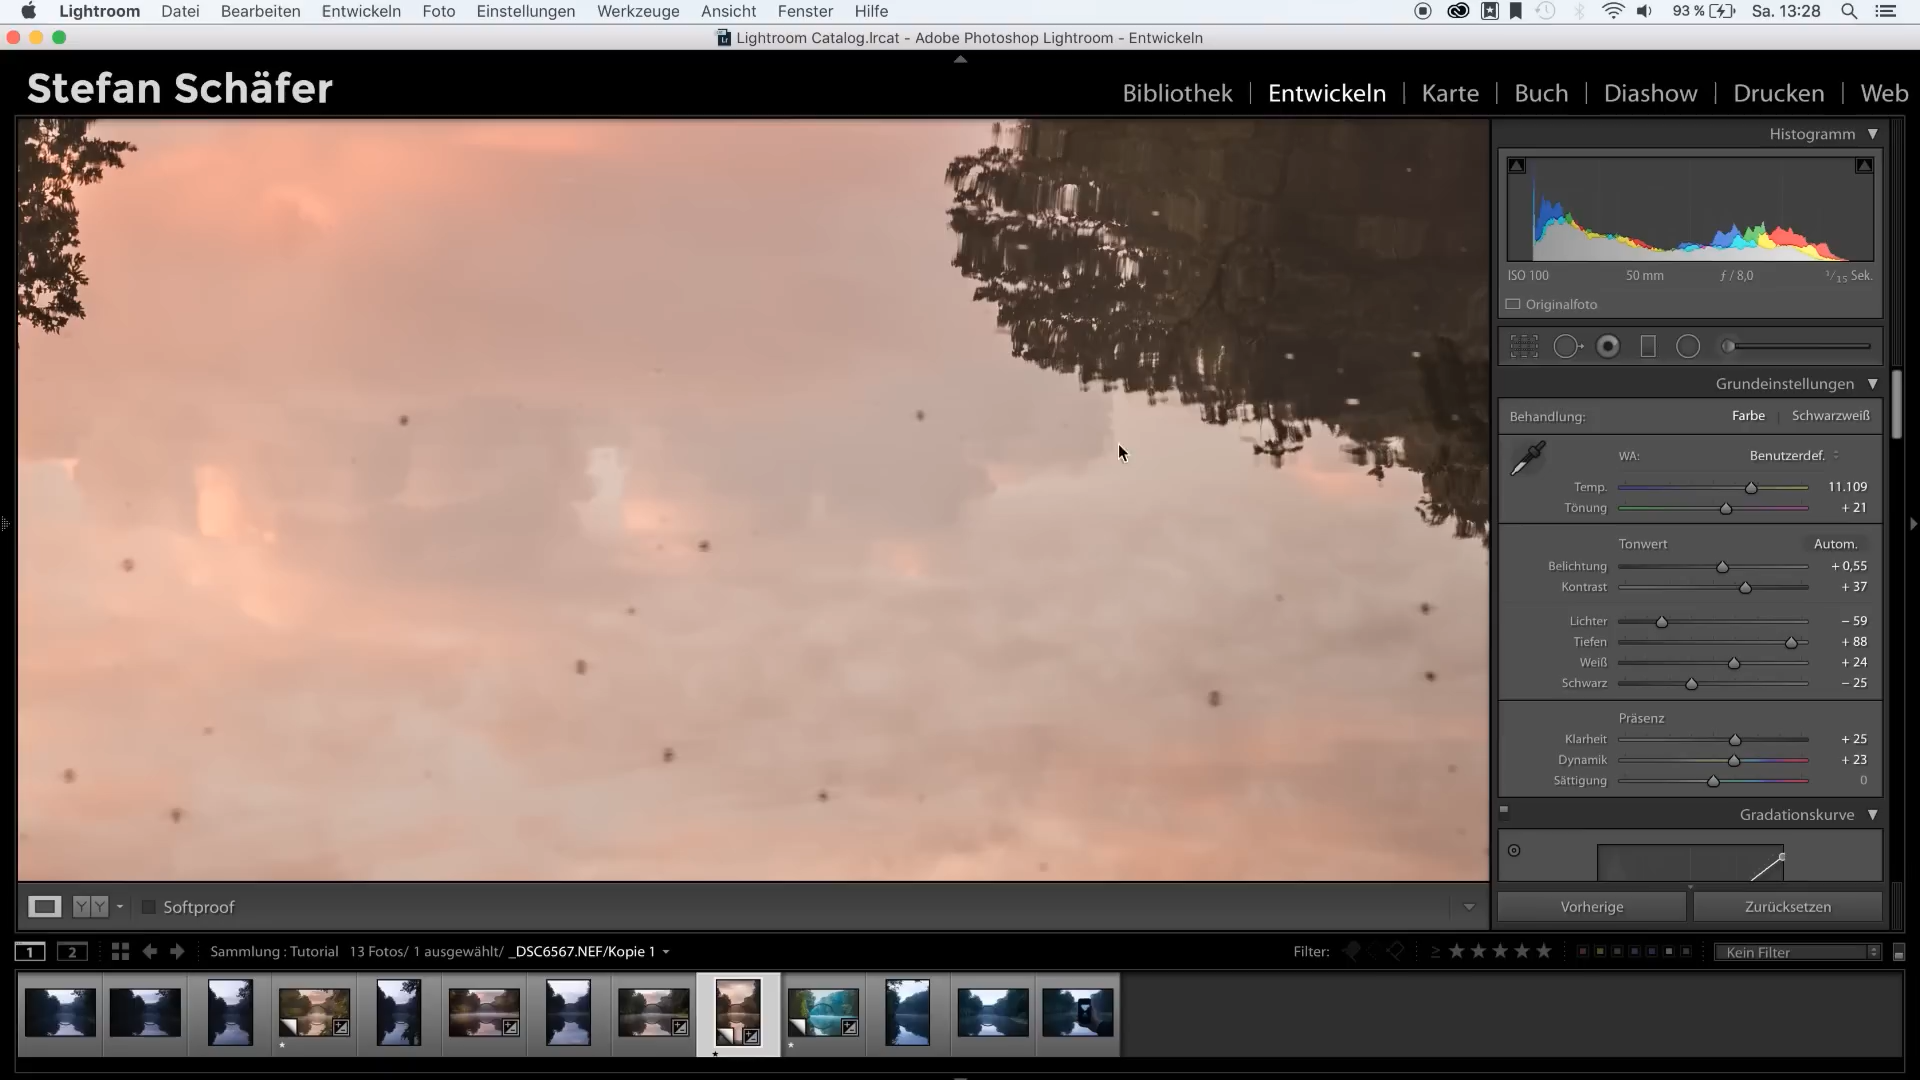 Lightroom Datei Bearbeiten Entwickeln Foto Einstellungen Werkzeuge Ansicht Fenster Hilfe 93 % Sa. 13:28
Lightroom Catalog.lrcat - Adobe Photoshop Lightroom - Entwickeln
Stefan Schäfer
Bibliothek | Entwickeln | Karte | Buch | Diashow | Drucken | Web
Histogramm
ISO 100 50 mm ƒ / 8,0 1/15 Sek.
Originalfoto
Grundeinstellungen
Behandlung: Farbe | Schwarzweiß
WA: Benutzerdef.
Temp. 11.109
Tönung + 21
Tonwert Autom.
Belichtung + 0,55
Kontrast + 37
Lichter − 59
Tiefen + 88
Weiß + 24
Schwarz − 25
Präsenz
Klarheit + 25
Dynamik + 23
Sättigung 0
Gradationskurve
YY Softproof
Vorherige Zurücksetzen
1 2 Sammlung : Tutorial 13 Fotos/ 1 ausgewählt/ _DSC6567.NEF/Kopie 1 Filter: ≥ Kein Filter